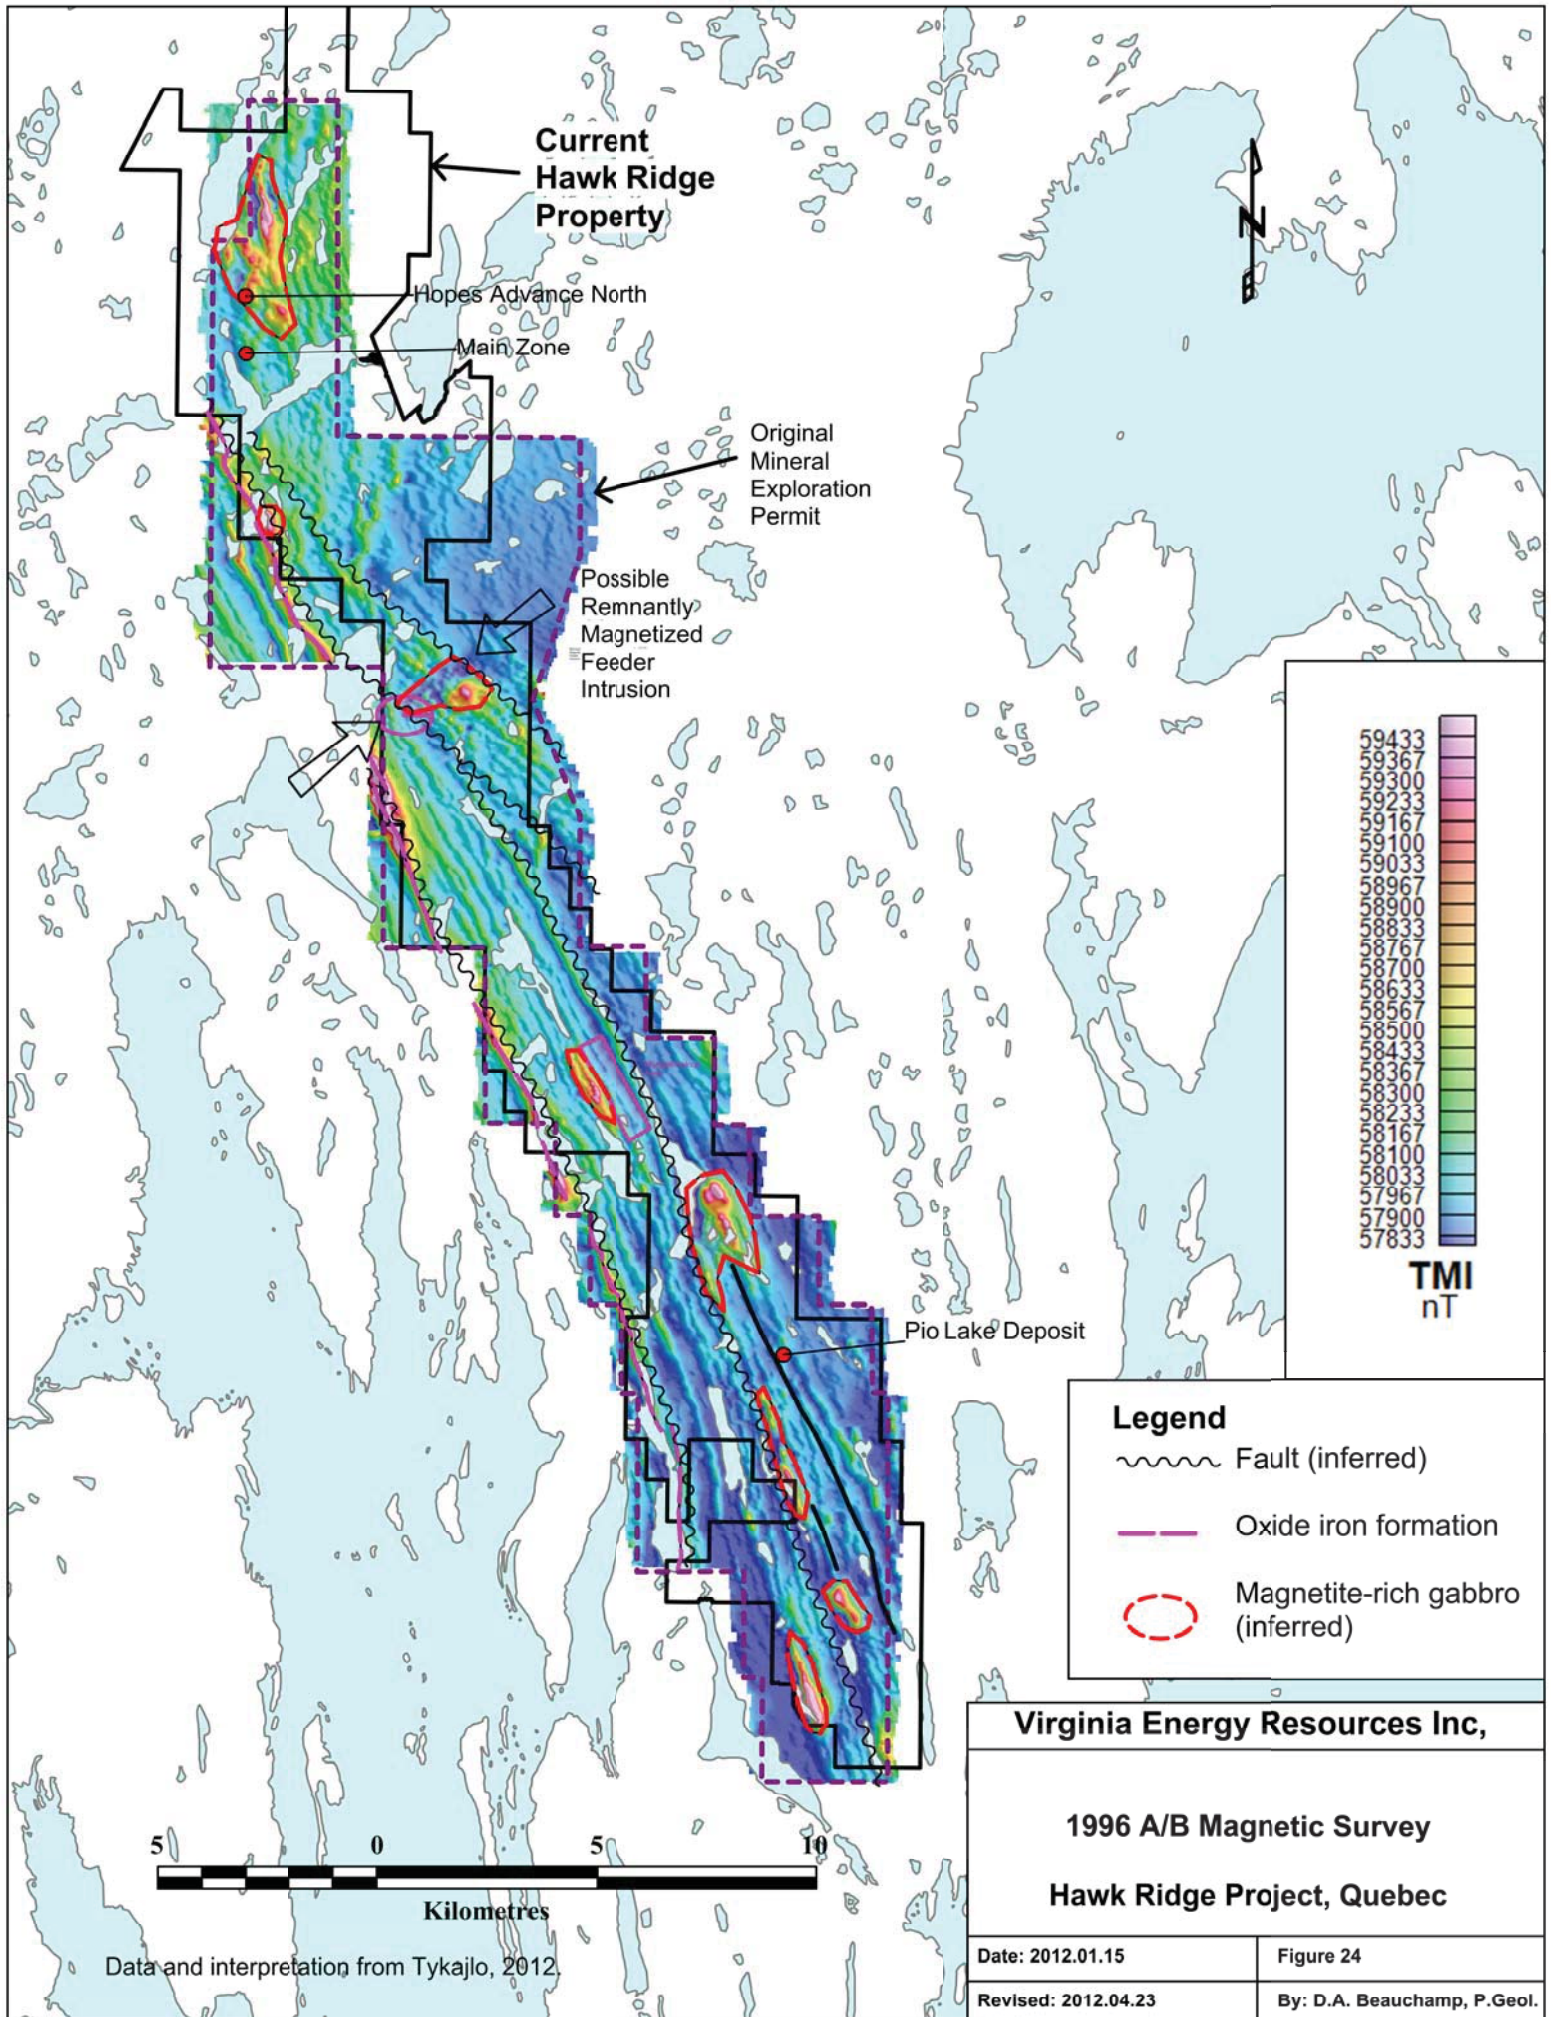 Current
Hawk Ridge
Property
N
Hopes Advance North
Main Zone
Original
Mineral
Exploration
Permit
Possible
Remnantly
Magnetized
Feeder
Intrusion
59433
59367
59300
59233
59167
59100
59033
58967
58900
58833
58767
58700
58633
58567
58500
58433
58367
58300
58233
58167
58100
58033
57967
57900
57833
TMI
nT
Pio Lake Deposit
Legend
Fault (inferred)
Oxide iron formation
Magnetite-rich gabbro
(inferred)
Virginia Energy Resources Inc,
1996 A/B Magnetic Survey
Hawk Ridge Project, Quebec
5 0 5 10
Kilometres
Data and interpretation from Tykajlo, 2012.
Date: 2012.01.15 Figure 24
Revised: 2012.04.23 By: D.A. Beauchamp, P.Geol.